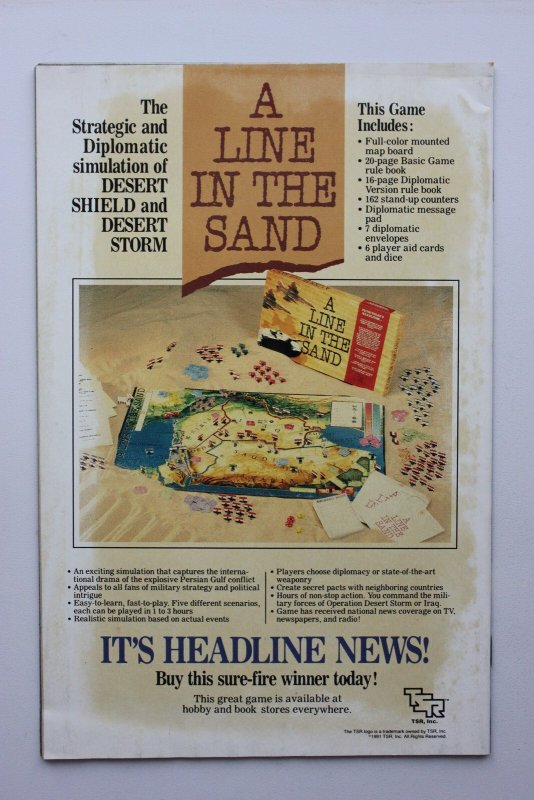 The
Strategic and
Diplomatic
simulation of
DESERT
SHIELD and
DESERT
STORM
A
LINE
IN THE
SAND
This Game
Includes:
• Full-color mounted
map board
• 20-page Basic Game
rule book
• 16-page Diplomatic
Version rule book
• 162 stand-up counters
• Diplomatic message
pad
• 7 diplomatic
envelopes
• 6 player aid cards
and dice
A
LINE
IN THE
SAND
• An exciting simulation that captures the interna-
tional drama of the explosive Persian Gulf conflict
• Appeals to all fans of military strategy and political
intrigue
• Easy-to-learn, fast-to-play. Five different scenarios,
each can be played in 1 to 3 hours
• Realistic simulation based on actual events
• Players choose diplomacy or state-of-the-art
weaponry
• Create secret pacts with neighboring countries
• Hours of non-stop action. You command the mili-
tary forces of Operation Desert Storm or Iraq.
• Game has received national news coverage on TV,
newspapers, and radio!
IT'S HEADLINE NEWS!
Buy this sure-fire winner today!
This great game is available at
hobby and book stores everywhere.
TSR
TSR, Inc.
The TSR logo is a trademark owned by TSR, Inc.
©1991 TSR, Inc. All Rights Reserved.